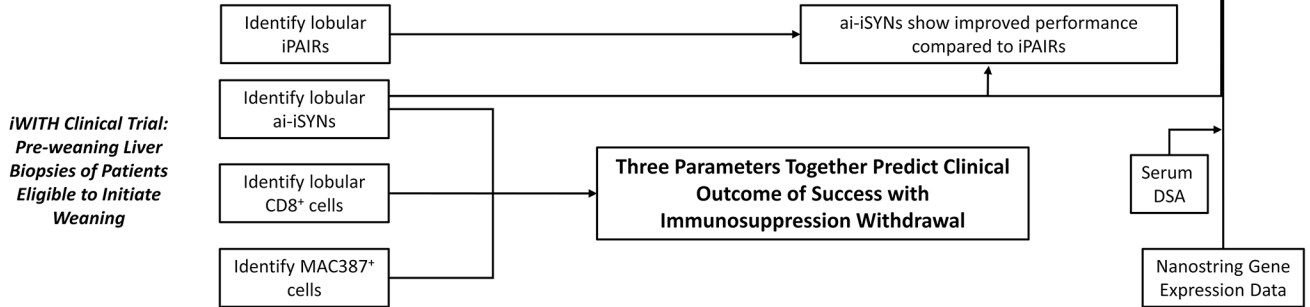 iWITH Clinical Trial:
Pre-weaning Liver
Biopsies of Patients
Eligible to Initiate
Weaning
Identify lobular
iPAIRs
ai-iSYNs show improved performance
compared to iPAIRs
Identify lobular
ai-iSYNs
Identify lobular
CD8⁺ cells
Identify MAC387⁺
cells
Three Parameters Together Predict Clinical
Outcome of Success with
Immunosuppression Withdrawal
Serum
DSA
Nanostring Gene
Expression Data